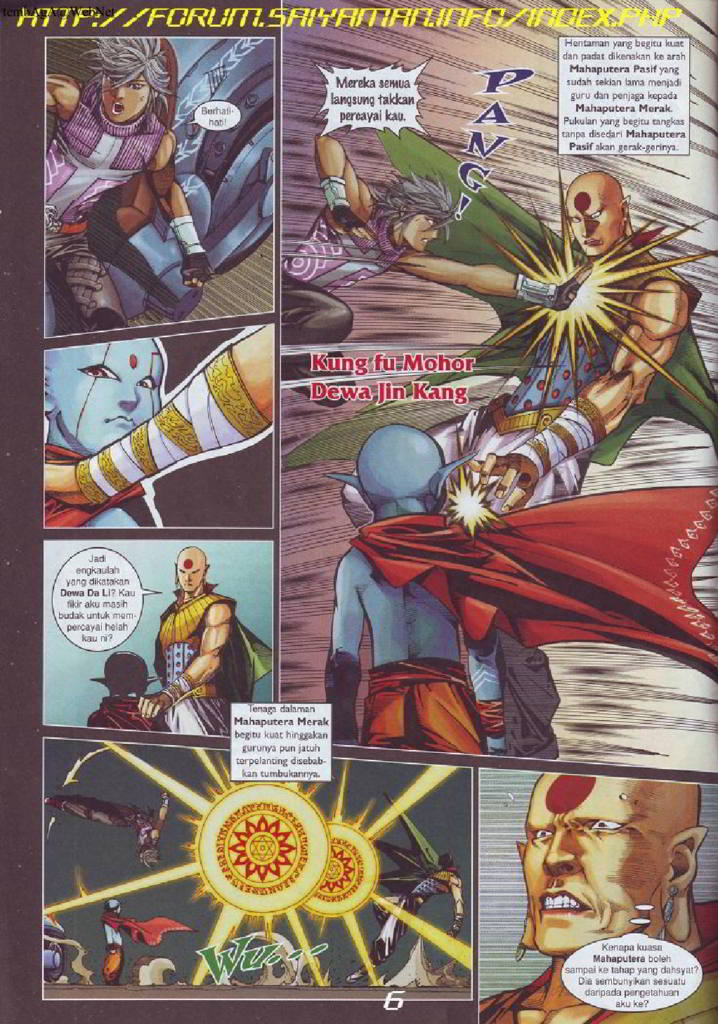 HTTP://FORUM.SAIYAMAN.INFO/INDEX.PHP
Berhati-
hati!
Mereka semua
langsung takkan
percayai kau.
PANG!
Hentaman yang begitu kuat
dan padat dikenakan ke arah
Mahaputera Pasif yang
sudah sekian lama menjadi
guru dan penjaga kepada
Mahaputera Merak.
Pukulan yang begitu tangkas
tanpa disedari Mahaputera
Pasif akan gerak-gerinya.
Kung fu Mohor
Dewa Jin Kang
Jadi
engkaulah
yang dikatakan
Dewa Da Li? Kau
fikir aku masih
budak untuk mem-
percayai helah
kau ni?
Tenaga dalaman
Mahaputera Merak
begitu kuat hinggakan
gurunya pun jatuh
terpelanting disebab-
kan tumbukannya.
Wu...
Kenapa kuasa
Mahaputera boleh
sampai ke tahap yang dahsyat?
Dia sembunyikan sesuatu
daripada pengetahuan
aku ke?
6